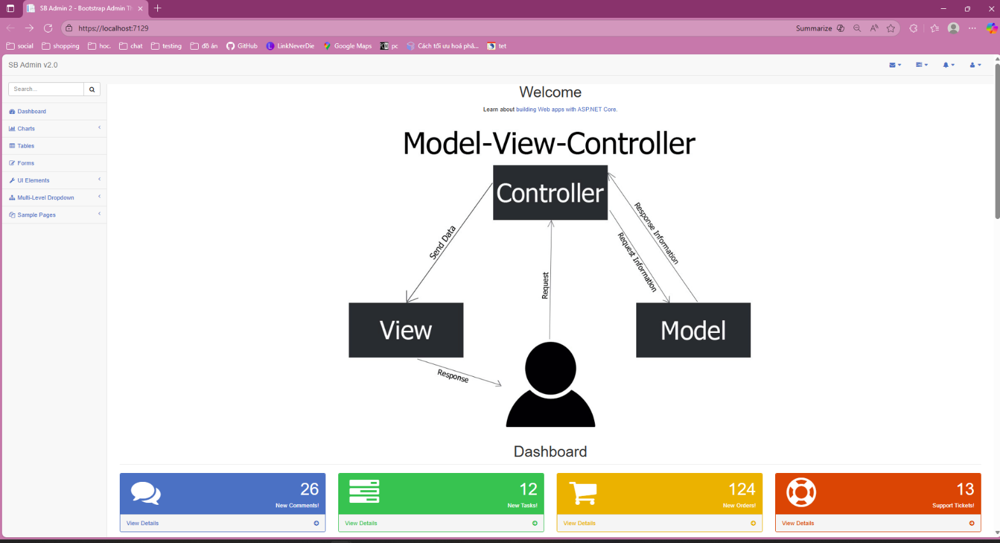 SB Admin 2 - Bootstrap Admin Th
https://localhost:7129
Summarize
social
shopping
hoc.
chat
testing
đồ án
GitHub
LinkNeverDie
Google Maps
pc
Cách tối ưu hoá phâ...
tet
SB Admin v2.0
Search...
Dashboard
Charts
Tables
Forms
UI Elements
Multi-Level Dropdown
Sample Pages
Welcome
Learn about building Web apps with ASP.NET Core.
Model-View-Controller
Controller
Send Data
Request
Request Information
Response Information
View
Model
Response
Dashboard
26
New Comments!
View Details
12
New Tasks!
View Details
124
New Orders!
View Details
13
Support Tickets!
View Details